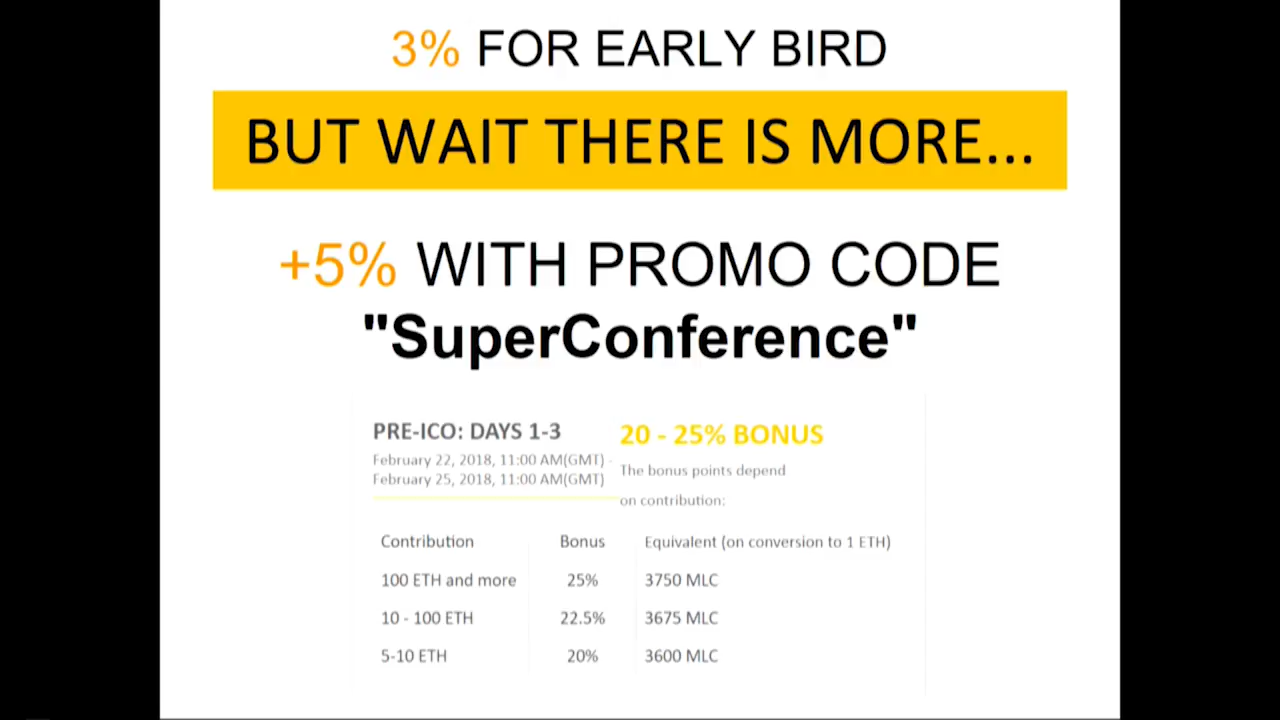 3% FOR EARLY BIRD
BUT WAIT THERE IS MORE...
+5% WITH PROMO CODE
"SuperConference"
PRE-ICO: DAYS 1-3
February 22, 2018, 11:00 AM(GMT) -
February 25, 2018, 11:00 AM(GMT)
20 - 25% BONUS
The bonus points depend
on contribution:
Contribution Bonus Equivalent (on conversion to 1 ETH)
100 ETH and more 25% 3750 MLC
10 - 100 ETH 22.5% 3675 MLC
5-10 ETH 20% 3600 MLC